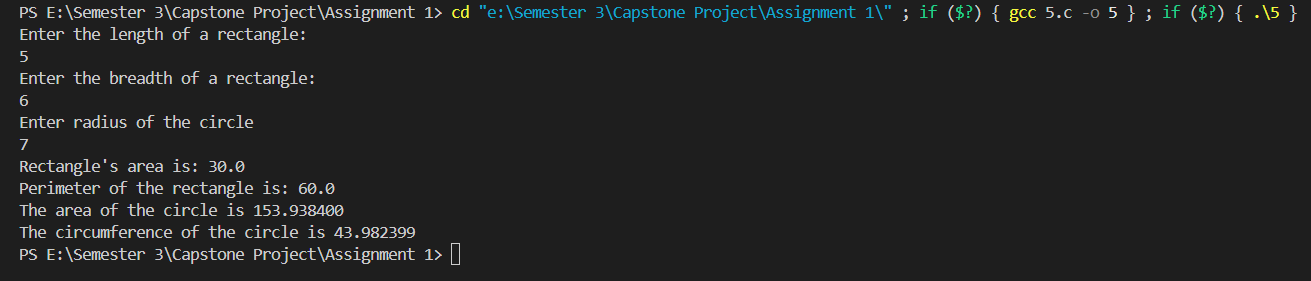 PS E:\Semester 3\Capstone Project\Assignment 1> cd "e:\Semester 3\Capstone Project\Assignment 1\" ; if ($?) { gcc 5.c -o 5 } ; if ($?) { .\5 }
Enter the length of a rectangle:
5
Enter the breadth of a rectangle:
6
Enter radius of the circle
7
Rectangle's area is: 30.0
Perimeter of the rectangle is: 60.0
The area of the circle is 153.938400
The circumference of the circle is 43.982399
PS E:\Semester 3\Capstone Project\Assignment 1>